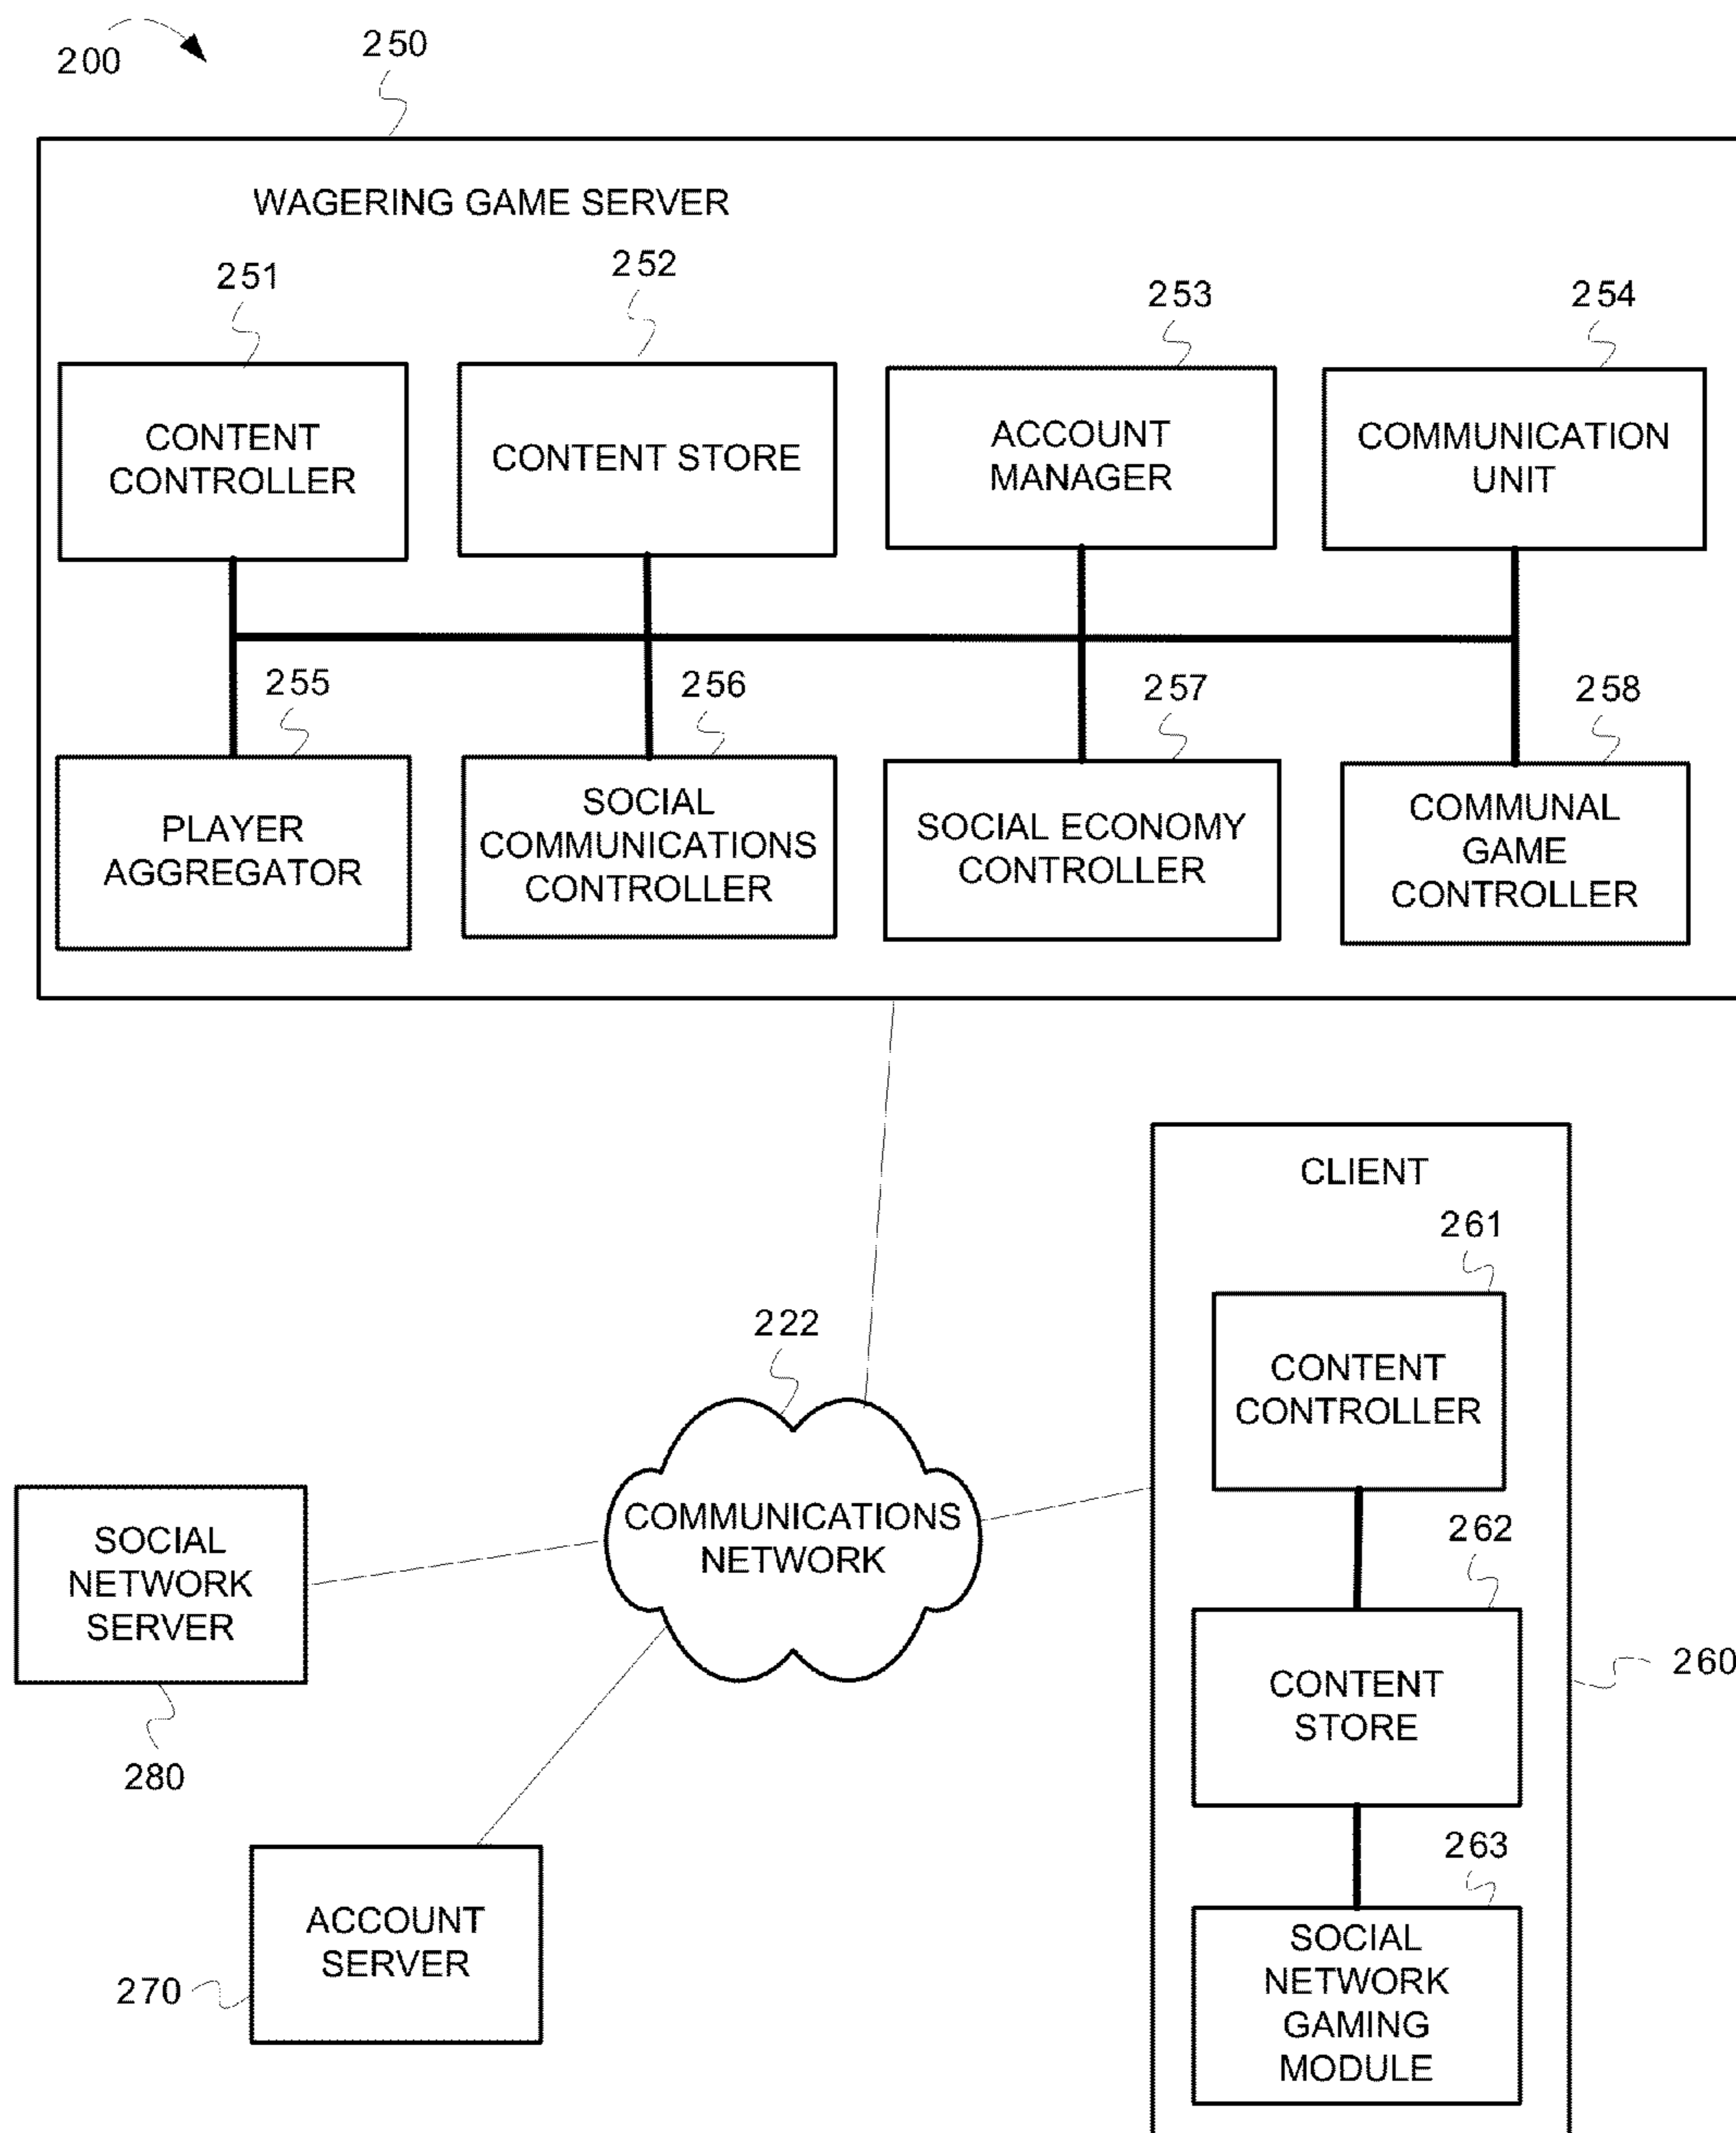 200
250
WAGERING GAME SERVER
251
252
253
254
CONTENT
CONTROLLER
CONTENT STORE
ACCOUNT
MANAGER
COMMUNICATION
UNIT
255
256
257
258
PLAYER
AGGREGATOR
SOCIAL
COMMUNICATIONS
CONTROLLER
SOCIAL ECONOMY
CONTROLLER
COMMUNAL
GAME
CONTROLLER
CLIENT
261
CONTENT
CONTROLLER
262
CONTENT
STORE
260
263
SOCIAL
NETWORK
GAMING
MODULE
222
COMMUNICATIONS
NETWORK
SOCIAL
NETWORK
SERVER
280
ACCOUNT
SERVER
270